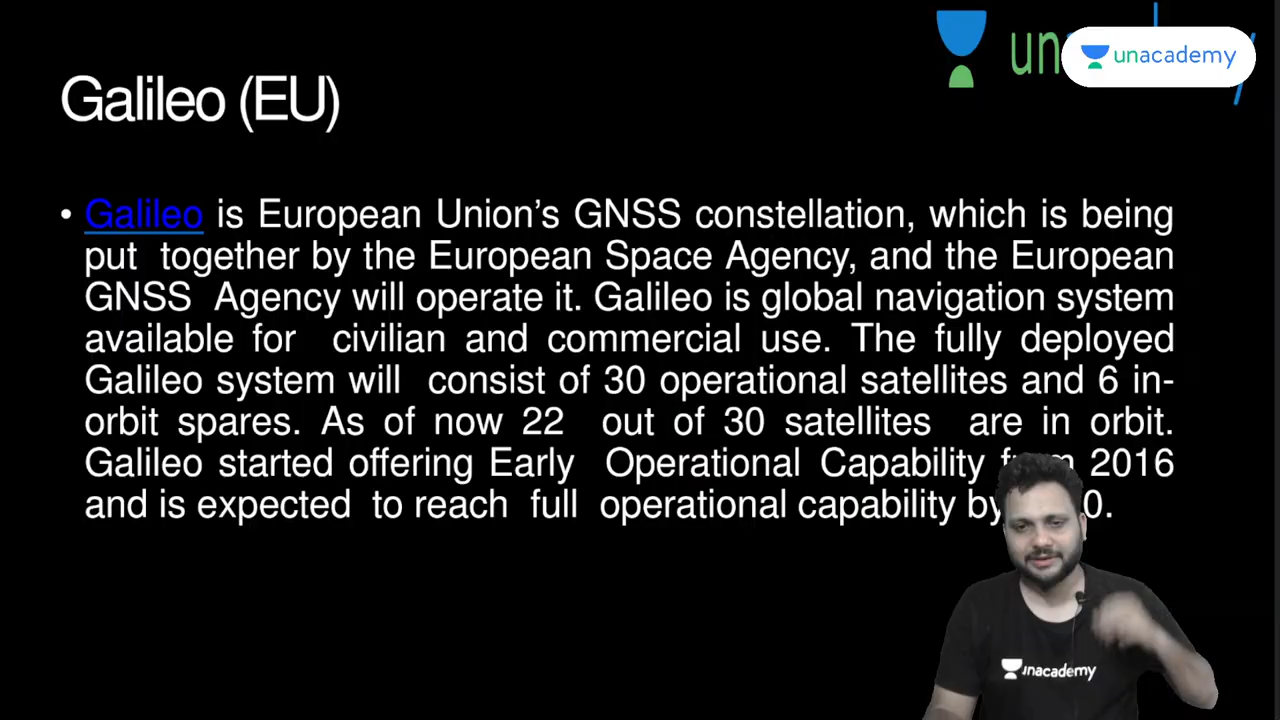 unacademy
Galileo (EU)
• Galileo is European Union's GNSS constellation, which is being
put together by the European Space Agency, and the European
GNSS Agency will operate it. Galileo is global navigation system
available for civilian and commercial use. The fully deployed
Galileo system will consist of 30 operational satellites and 6 in-
orbit spares. As of now 22 out of 30 satellites are in orbit.
Galileo started offering Early Operational Capability 2016
and is expected to reach full operational capability by
unacademy